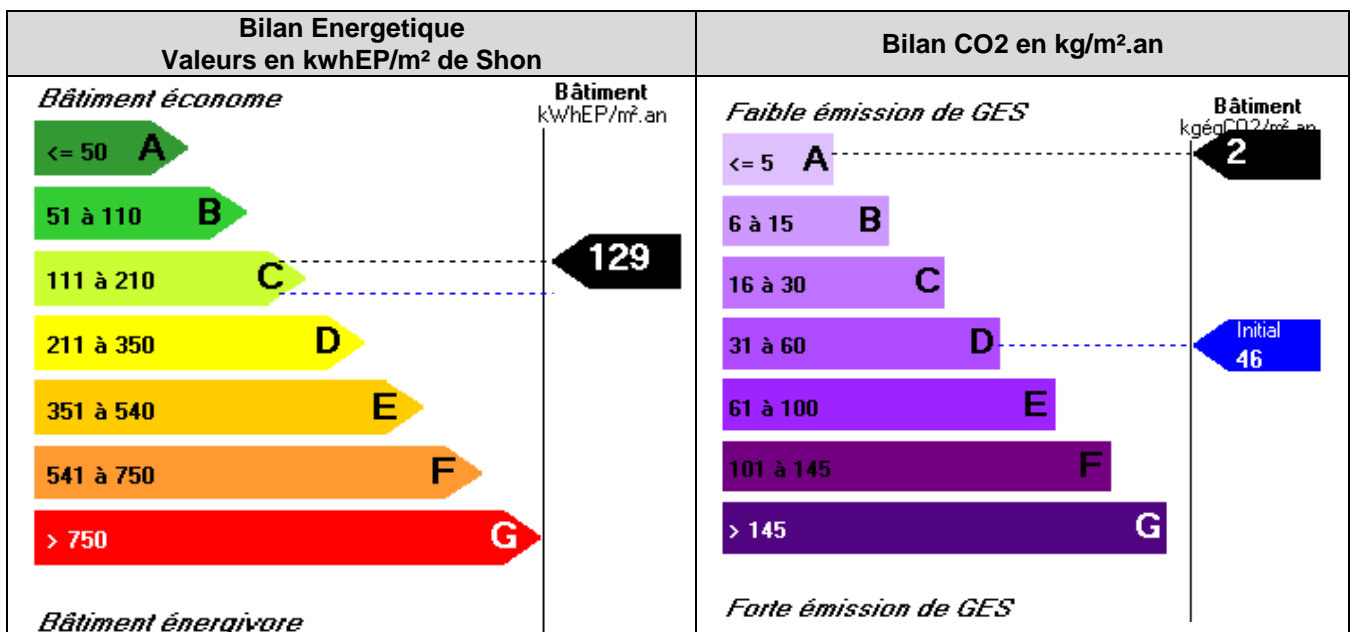 Bilan Energetique
Valeurs en kwhEP/m² de Shon
Bâtiment économe
Bâtiment
kWhEP/m².an
<= 50 A
51 à 110 B
111 à 210 C
129
211 à 350 D
351 à 540 E
541 à 750 F
> 750 G
Bâtiment énergivore
Bilan CO2 en kg/m².an
Faible émission de GES
Bâtiment
kgéqCO2/m².an
<= 5 A
2
6 à 15 B
16 à 30 C
31 à 60 D
Initial
46
61 à 100 E
101 à 145 F
> 145 G
Forte émission de GES